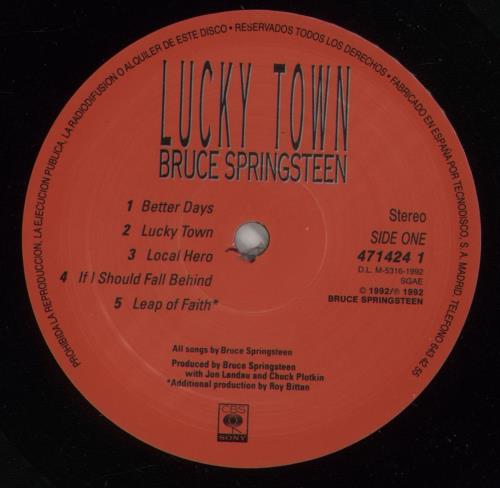 PROHIBIDA LA REPRODUCCION, LA EJECUCION PUBLICA, LA RADIODIFUSION O ALQUILER DE ESTE DISCO • RESERVADOS TODOS LOS DERECHOS • FABRICADO EN ESPAÑA POR TECNODISCO, S. A. MADRID. TELEFONO 643 42 55
LUCKY TOWN
BRUCE SPRINGSTEEN
1 Better Days
2 Lucky Town
3 Local Hero
4 If I Should Fall Behind
5 Leap of Faith*
Stereo
SIDE ONE
471424 1
D.L. M-5316-1992
SGAE
© 1992/℗ 1992
BRUCE SPRINGSTEEN
All songs by Bruce Springsteen
Produced by Bruce Springsteen
with Jon Landau and Chuck Plotkin
*Additional production by Roy Bittan
CBS
SONY